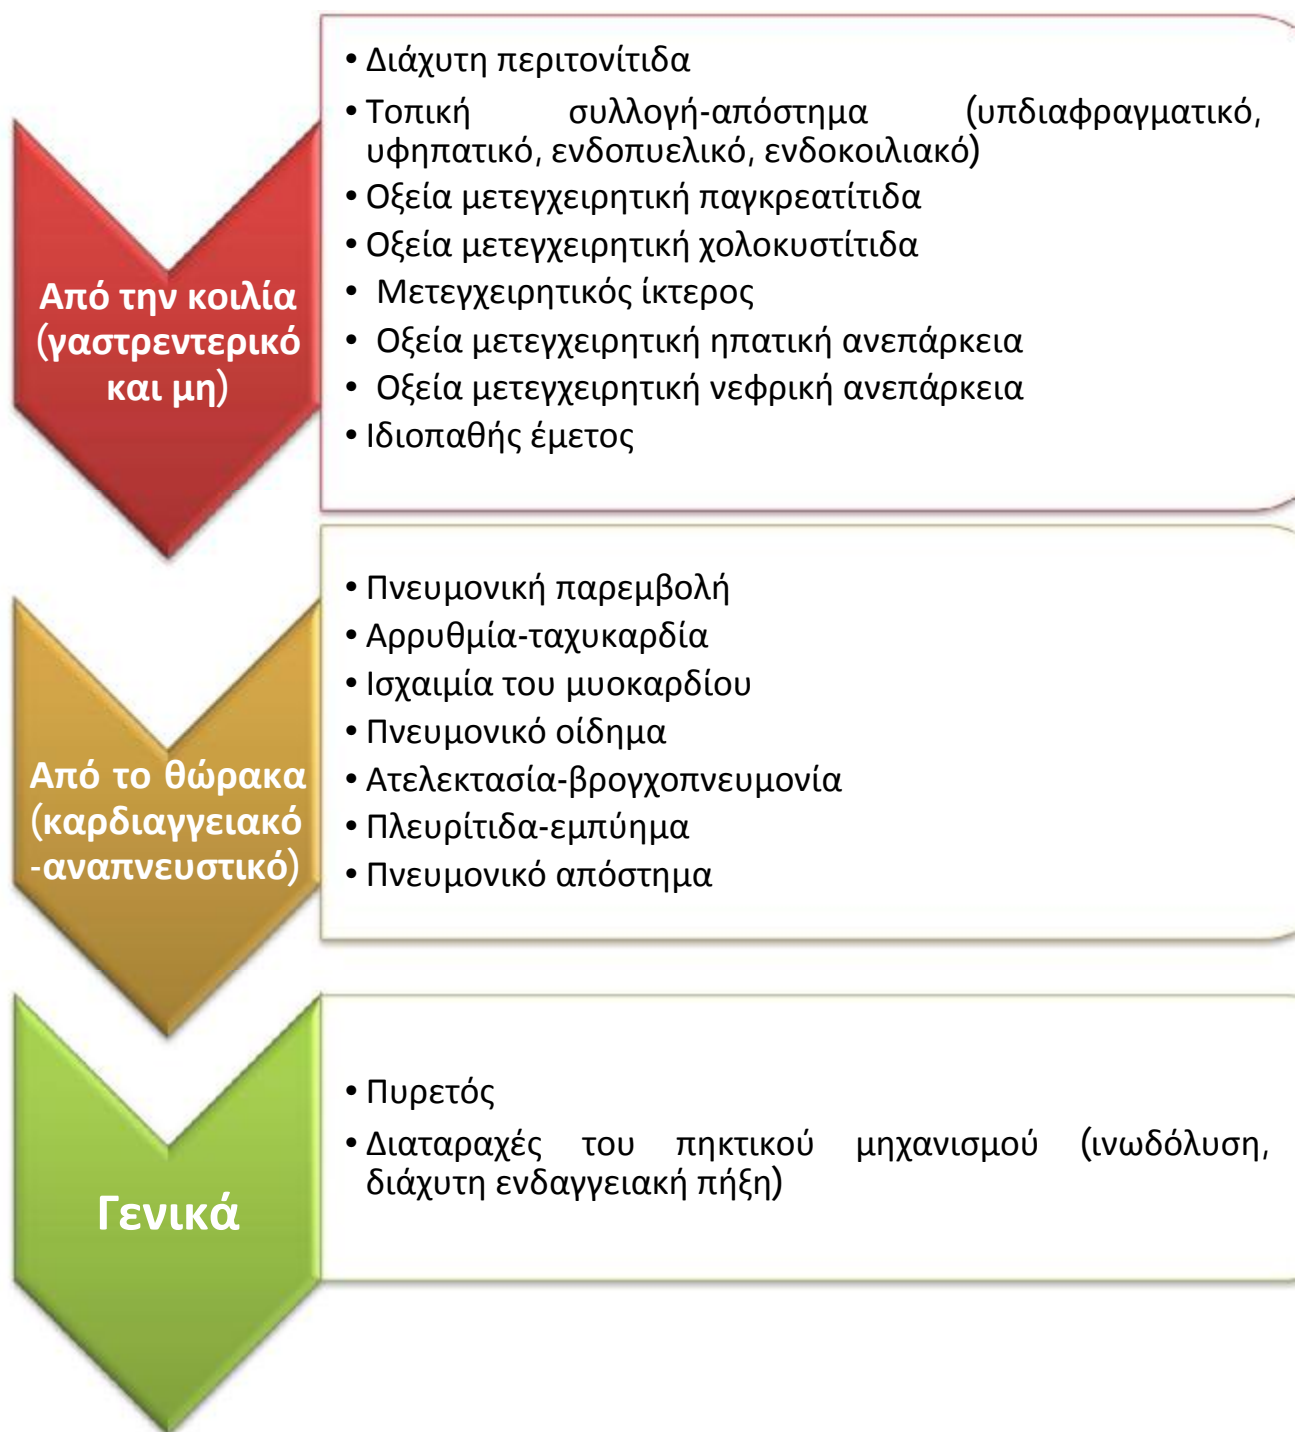 Από την κοιλία
(γαστρεντερικό
και μη)
• Διάχυτη περιτονίτιδα
• Τοπική συλλογή-απόστημα (υπδιαφραγματικό,
υφηπατικό, ενδοπυελικό, ενδοκοιλιακό)
• Οξεία μετεγχειρητική παγκρεατίτιδα
• Οξεία μετεγχειρητική χολοκυστίτιδα
• Μετεγχειρητικός ίκτερος
• Οξεία μετεγχειρητική ηπατική ανεπάρκεια
• Οξεία μετεγχειρητική νεφρική ανεπάρκεια
• Ιδιοπαθής έμετος
Από το θώρακα
(καρδιαγγειακό
-αναπνευστικό)
• Πνευμονική παρεμβολή
• Αρρυθμία-ταχυκαρδία
• Ισχαιμία του μυοκαρδίου
• Πνευμονικό οίδημα
• Ατελεκτασία-βρογχοπνευμονία
• Πλευρίτιδα-εμπύημα
• Πνευμονικό απόστημα
Γενικά
• Πυρετός
• Διαταραχές του πηκτικού μηχανισμού (ινωδόλυση,
διάχυτη ενδαγγειακή πήξη)